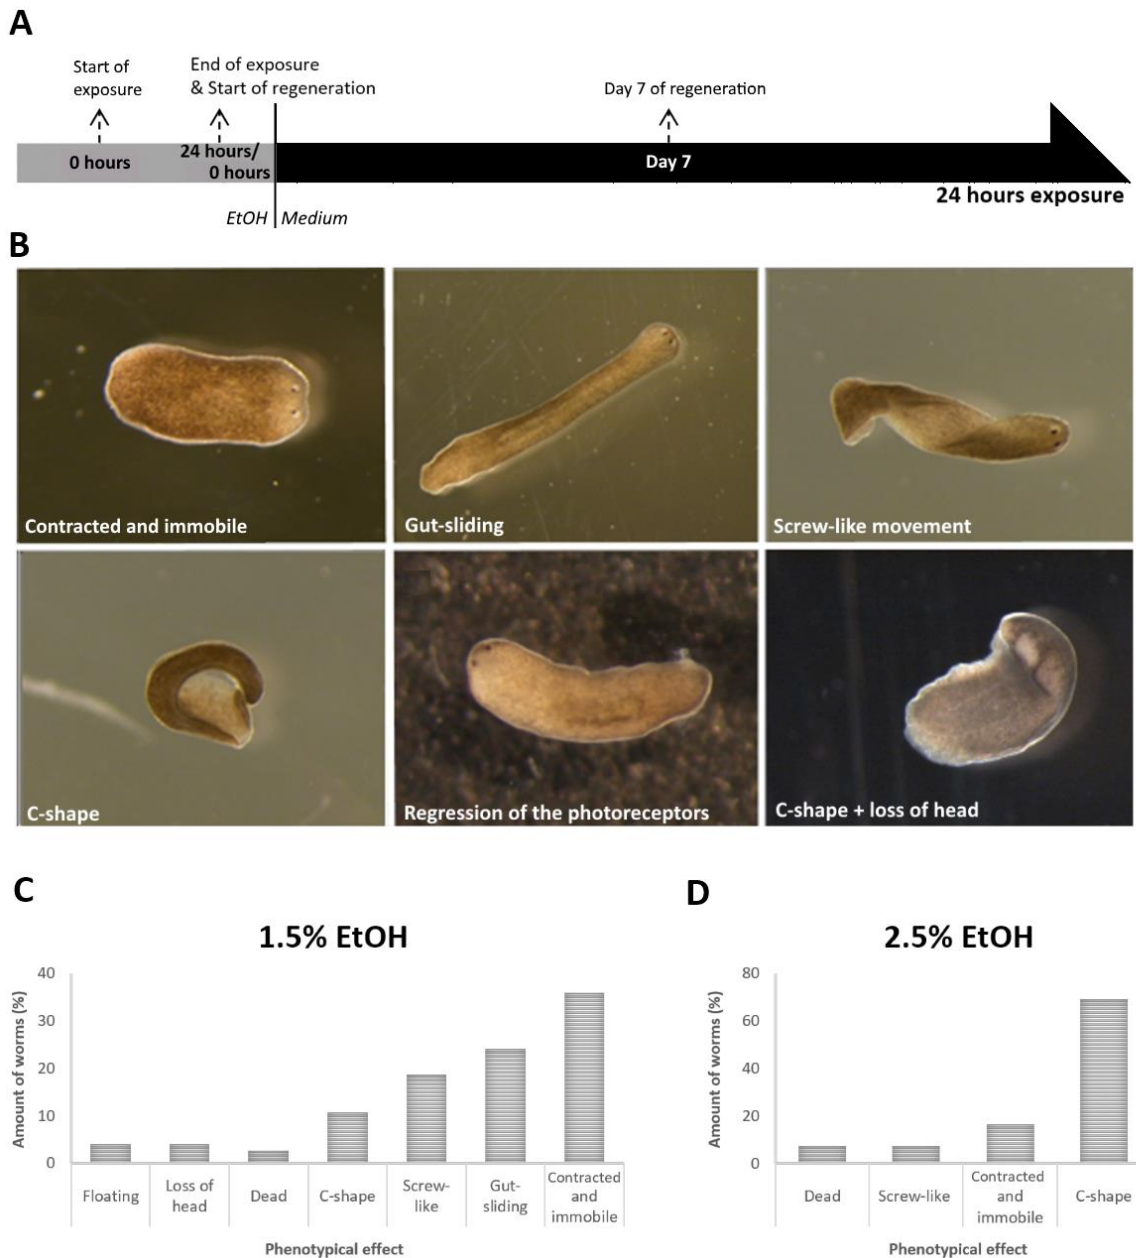 A
Start of
exposure
End of exposure
& Start of regeneration
Day 7 of regeneration
0 hours
24 hours/
0 hours
Day 7
24 hours exposure
EtOH
Medium
B
Contracted and immobile
Gut-sliding
Screw-like movement
C-shape
Regression of the photoreceptors
C-shape + loss of head
C
1.5% EtOH
Amount of worms (%)
40
30
20
10
0
Floating
Loss of
head
Dead
C-shape
Screw-
like
Gut-
sliding
Contracted
and
immobile
Phenotypical effect
D
2.5% EtOH
Amount of worms (%)
80
60
40
20
0
Dead
Screw-like
Contracted
and
immobile
C-shape
Phenotypical effect